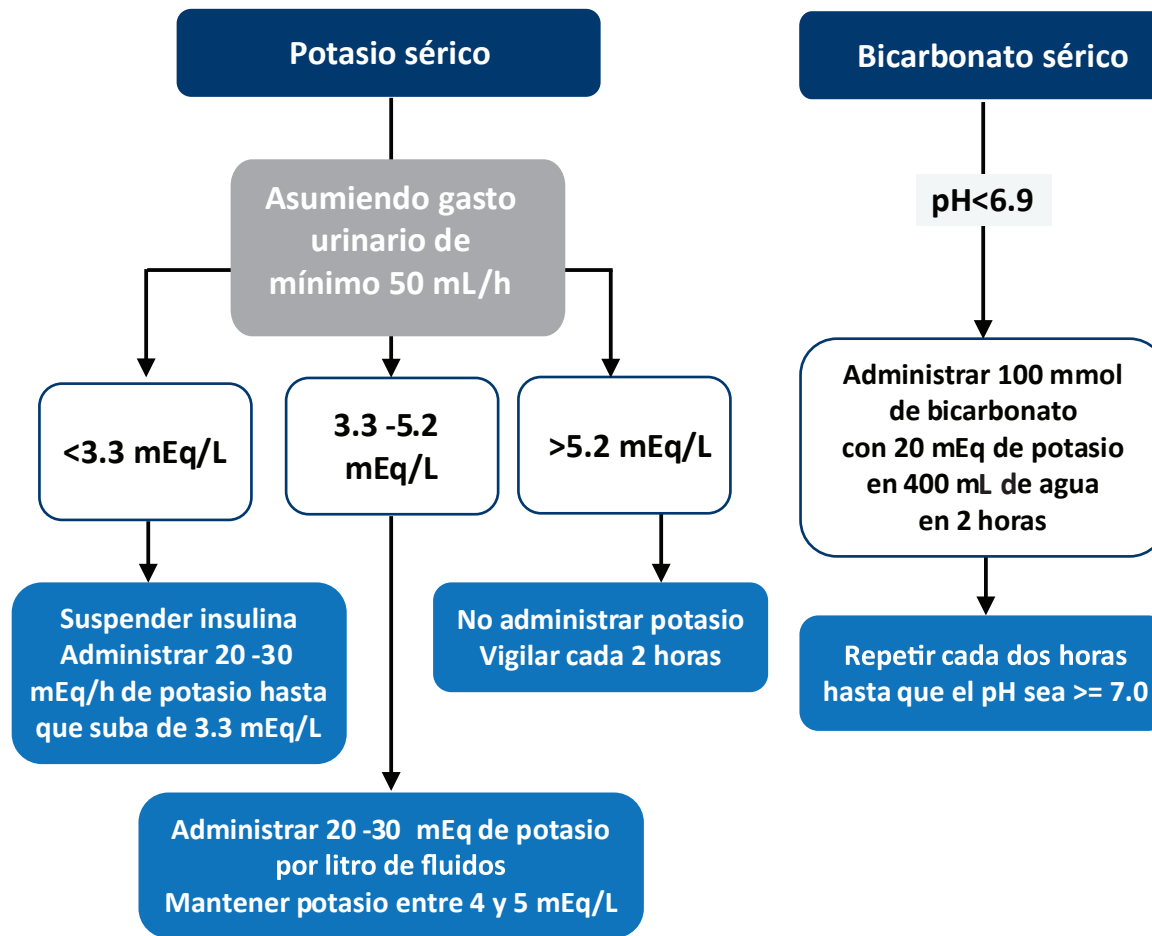 Potasio sérico
Asumiendo gasto
urinario de
mínimo 50 mL/h
<3.3 mEq/L
3.3 -5.2
mEq/L
>5.2 mEq/L
Suspender insulina
Administrar 20 -30
mEq/h de potasio hasta
que suba de 3.3 mEq/L
No administrar potasio
Vigilar cada 2 horas
Administrar 20 -30 mEq de potasio
por litro de fluidos
Mantener potasio entre 4 y 5 mEq/L
Bicarbonato sérico
pH<6.9
Administrar 100 mmol
de bicarbonato
con 20 mEq de potasio
en 400 mL de agua
en 2 horas
Repetir cada dos horas
hasta que el pH sea >= 7.0